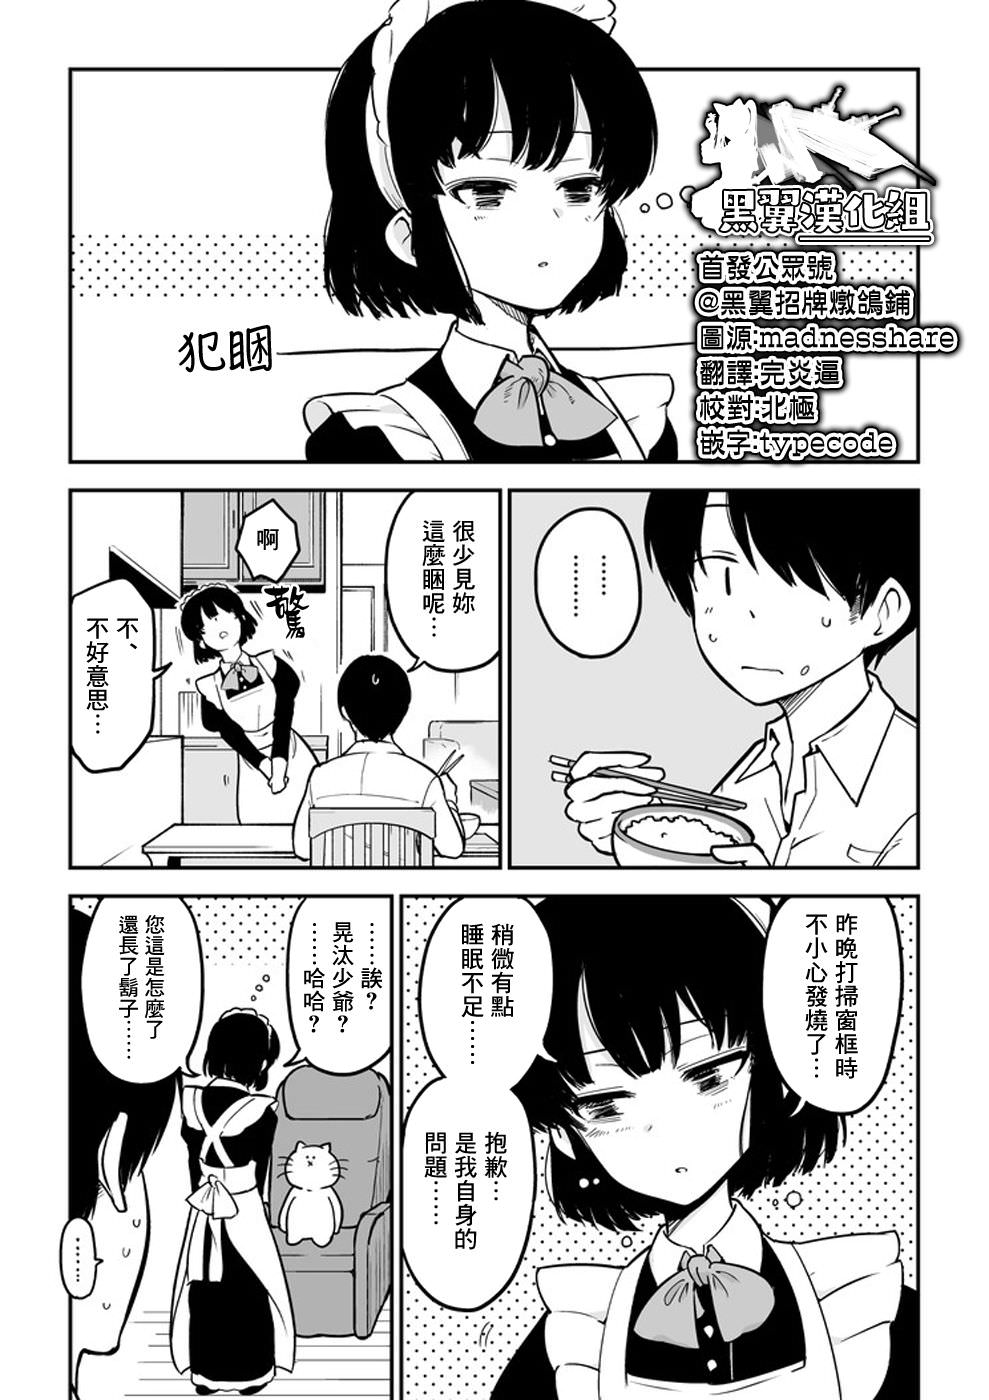 黑翼漢化組
首發公眾號
@黑翼招牌燉鴿鋪
圖源:madnesshare
翻譯:完炎逼
校對:北極
嵌字:typecode
犯睏
……
……
很少見妳
這麼睏呢…
啊
驚
不、
不好意思…
昨晚打掃窗框時
不小心發燒了…
稍微有點
睡眠不足……
抱歉…
是我自身的
問題……
……誒?
晃汰少爺?
……哈哈?
您這是怎麼了
還長了鬍子……
……